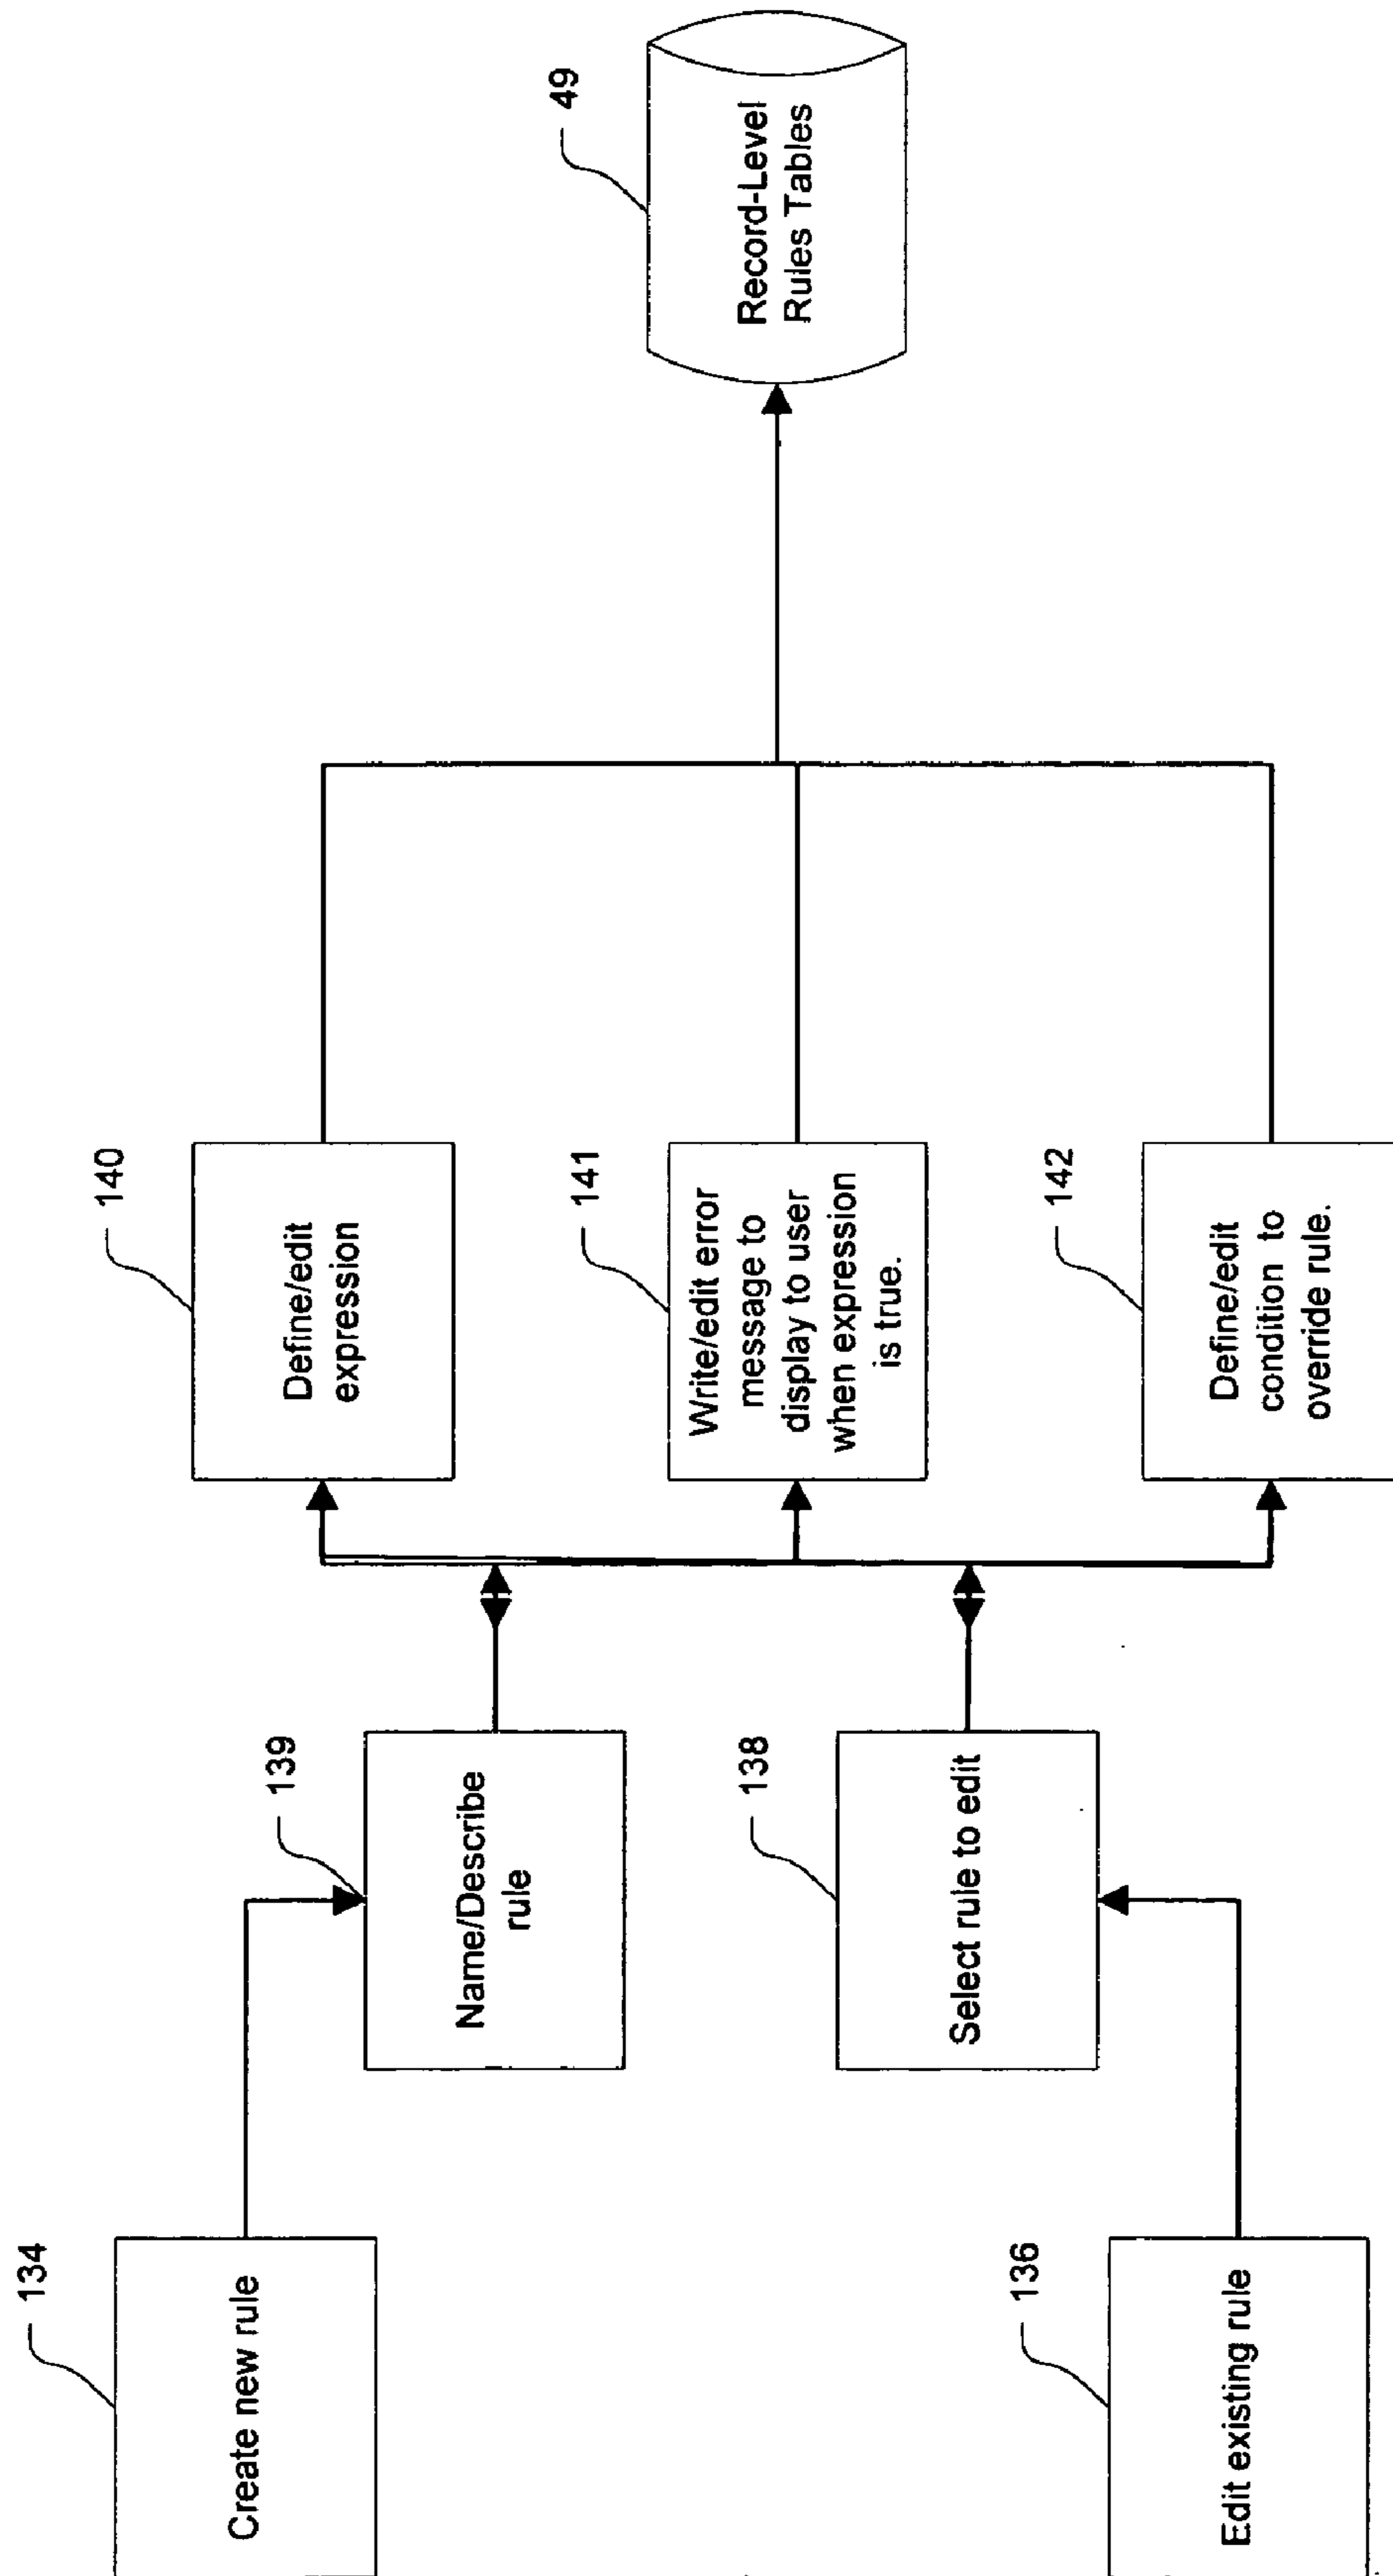 134
Create new rule
139
Name/Describe
rule
140
Define/edit
expression
141
Write/edit error
message to
display to user
when expression
is true.
49
Record-Level
Rules Tables
136
Edit existing rule
138
Select rule to edit
142
Define/edit
condition to
override rule.